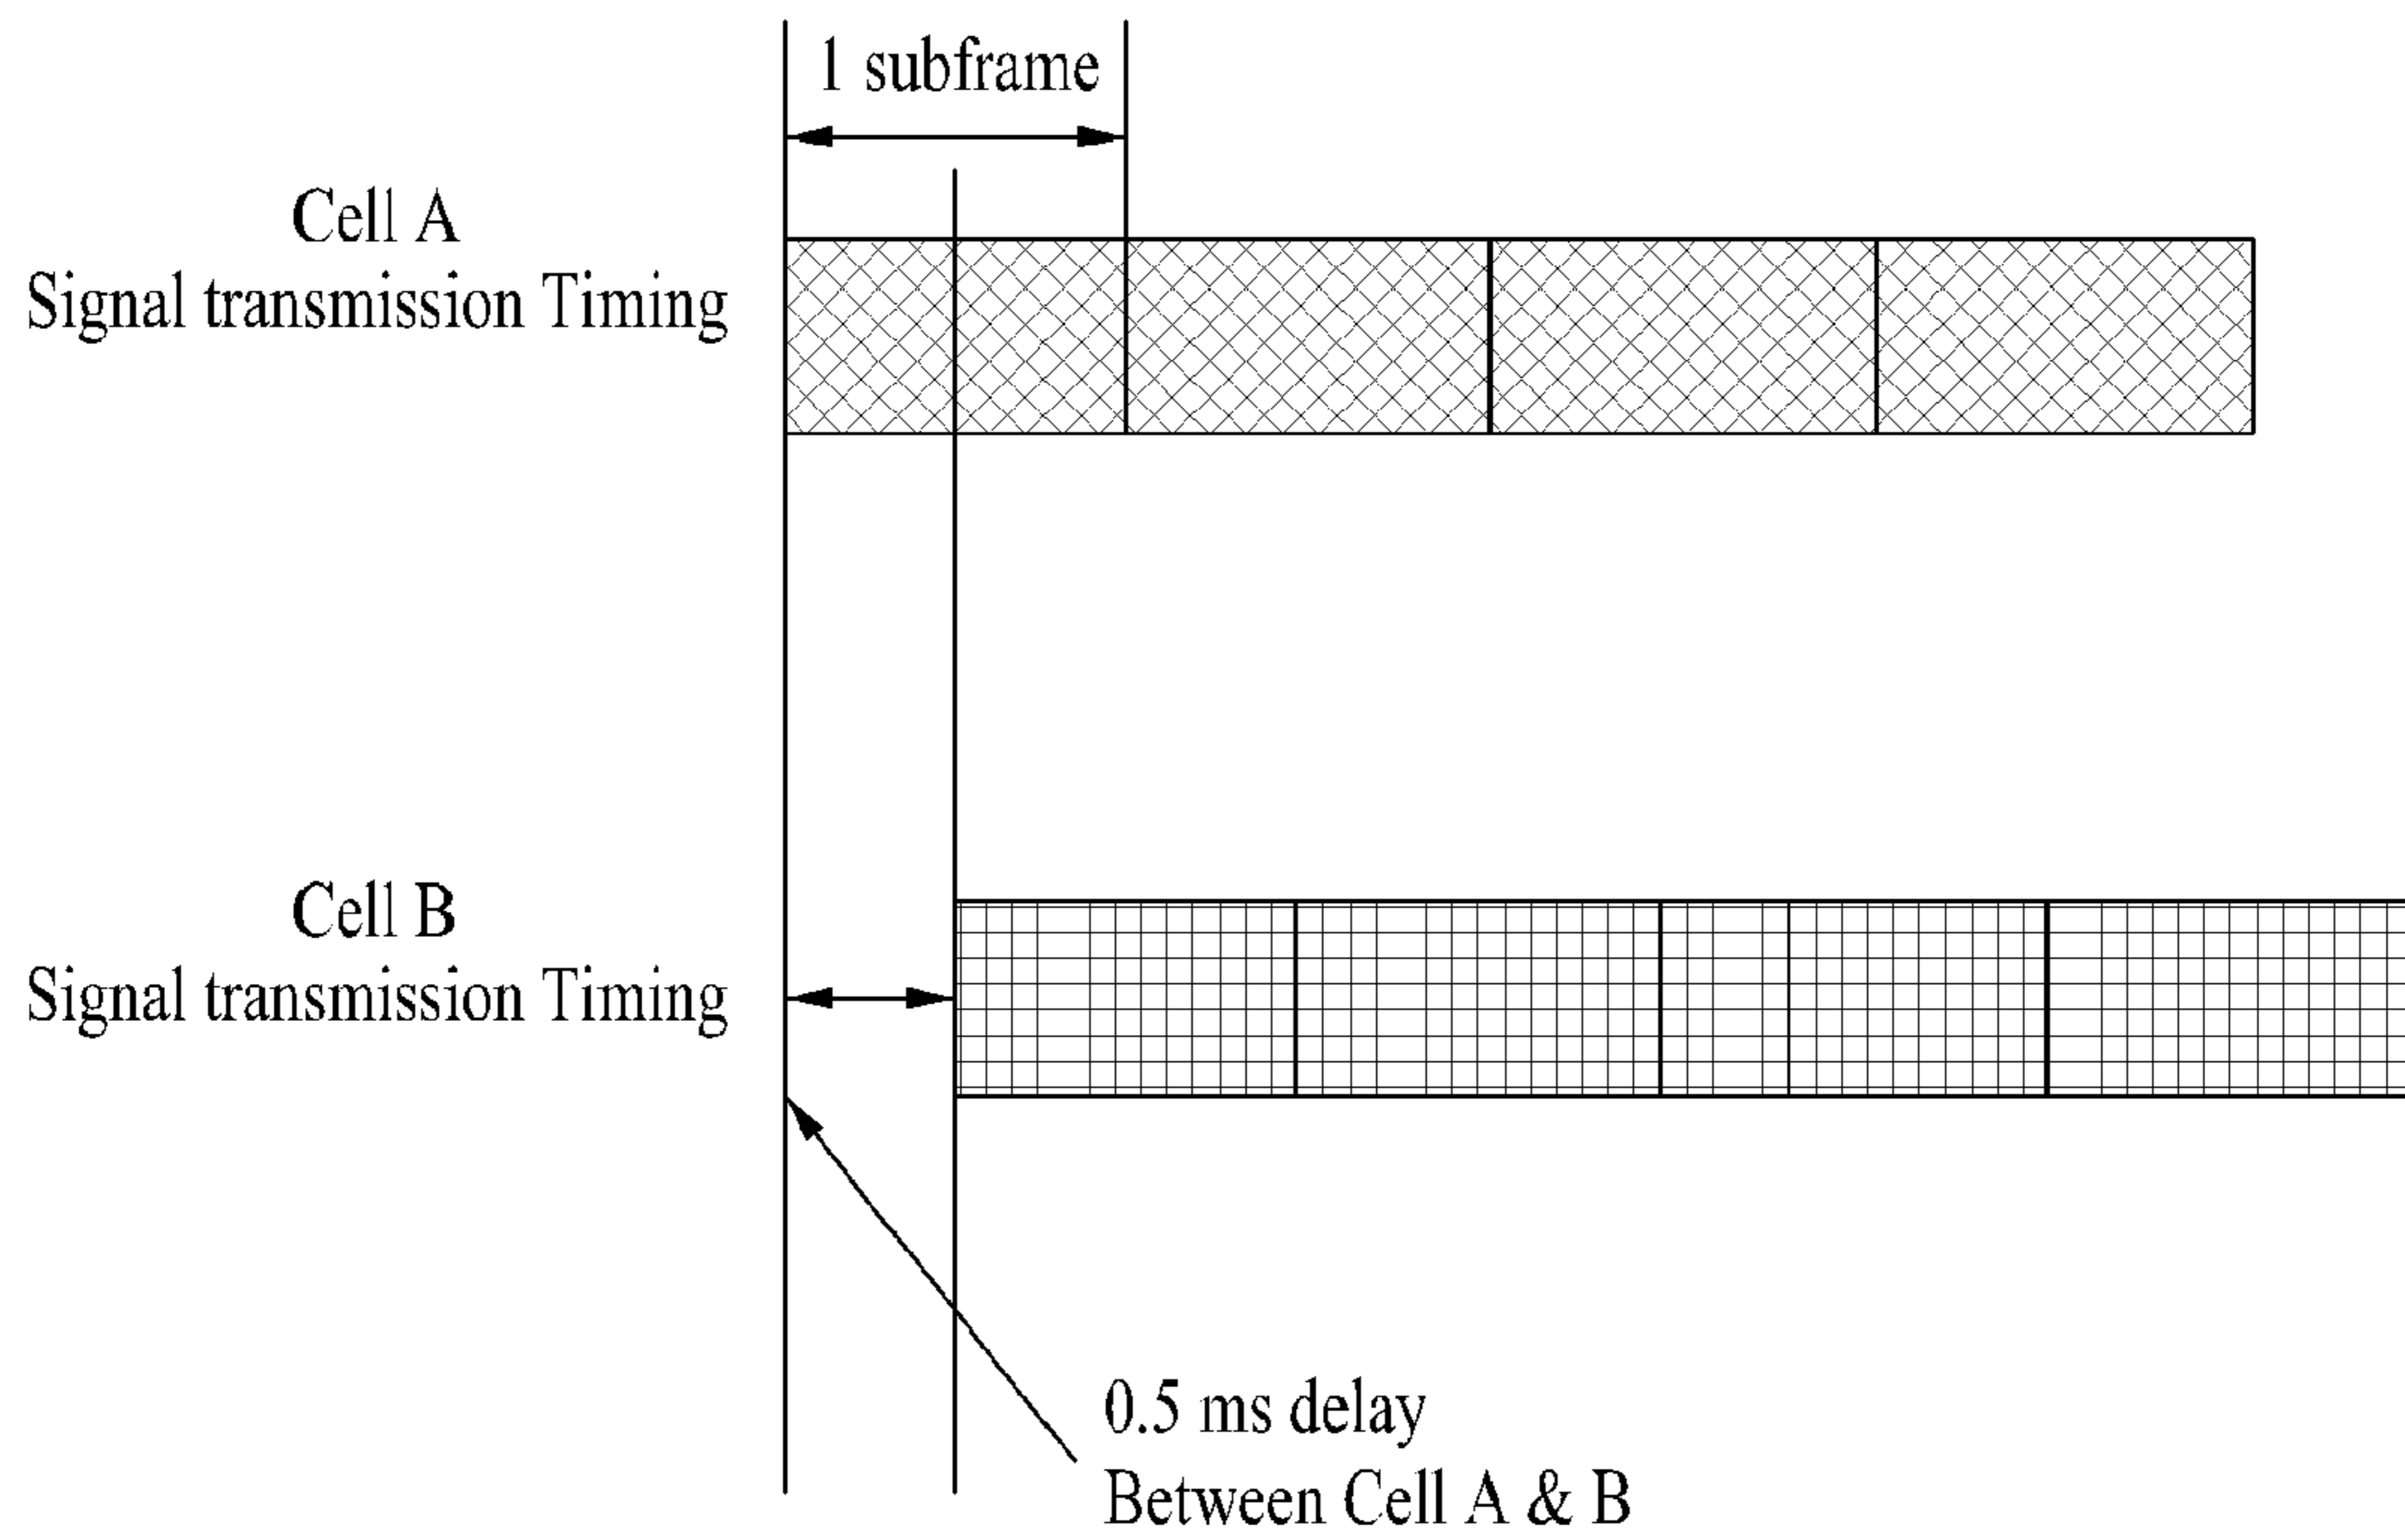 1 subframe
Cell A
Signal transmission Timing
Cell B
Signal transmission Timing
0.5 ms delay
Between Cell A & B